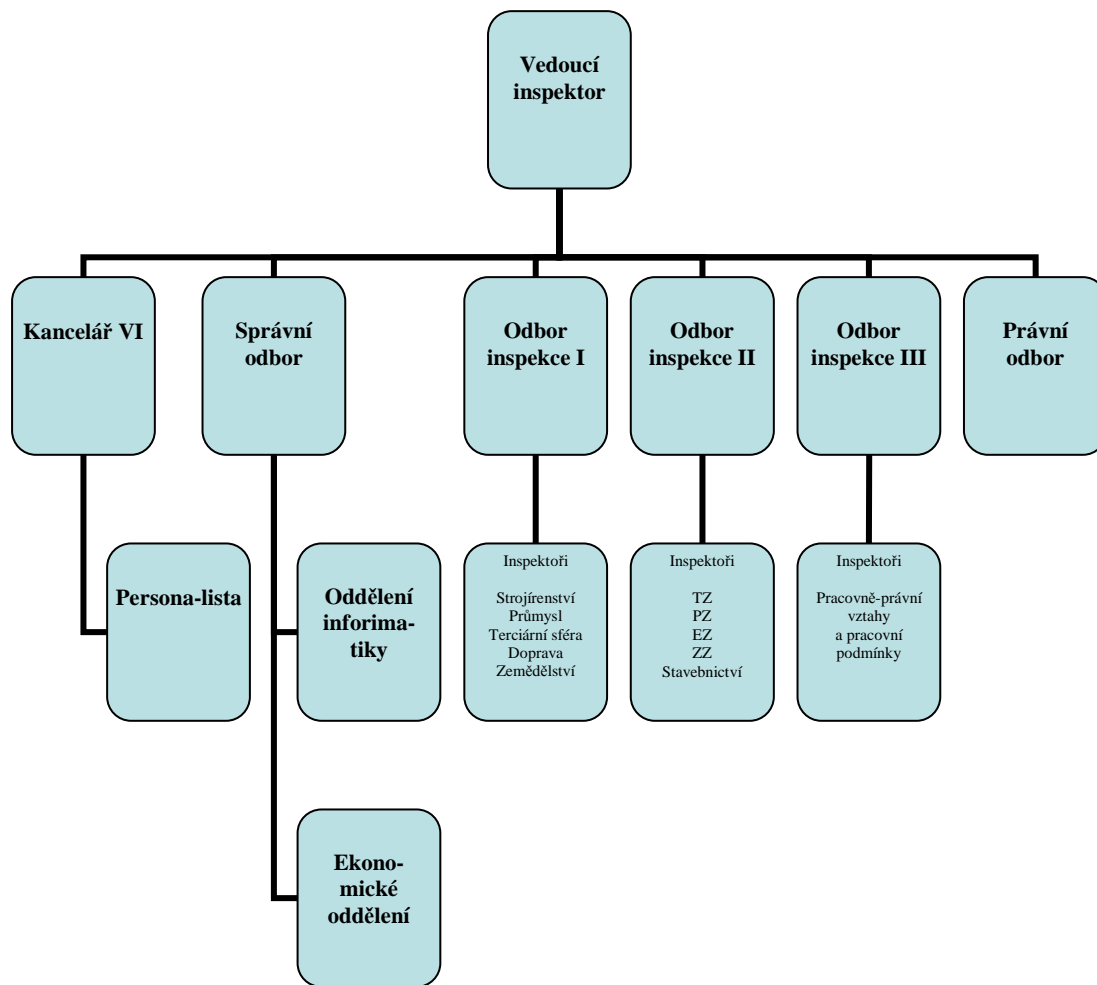 Vedoucí
inspektor
Kancelář VI
Správní
odbor
Odbor
inspekce I
Odbor
inspekce II
Odbor
inspekce III
Právní
odbor
Persona-lista
Oddělení
inforima-
tiky
Inspektoři
Strojírenství
Průmysl
Terciární sféra
Doprava
Zemědělství
Inspektoři
TZ
PZ
EZ
ZZ
Stavebnictví
Inspektoři
Pracovně-právní
vztahy
a pracovní
podmínky
Ekono-
mické
oddělení